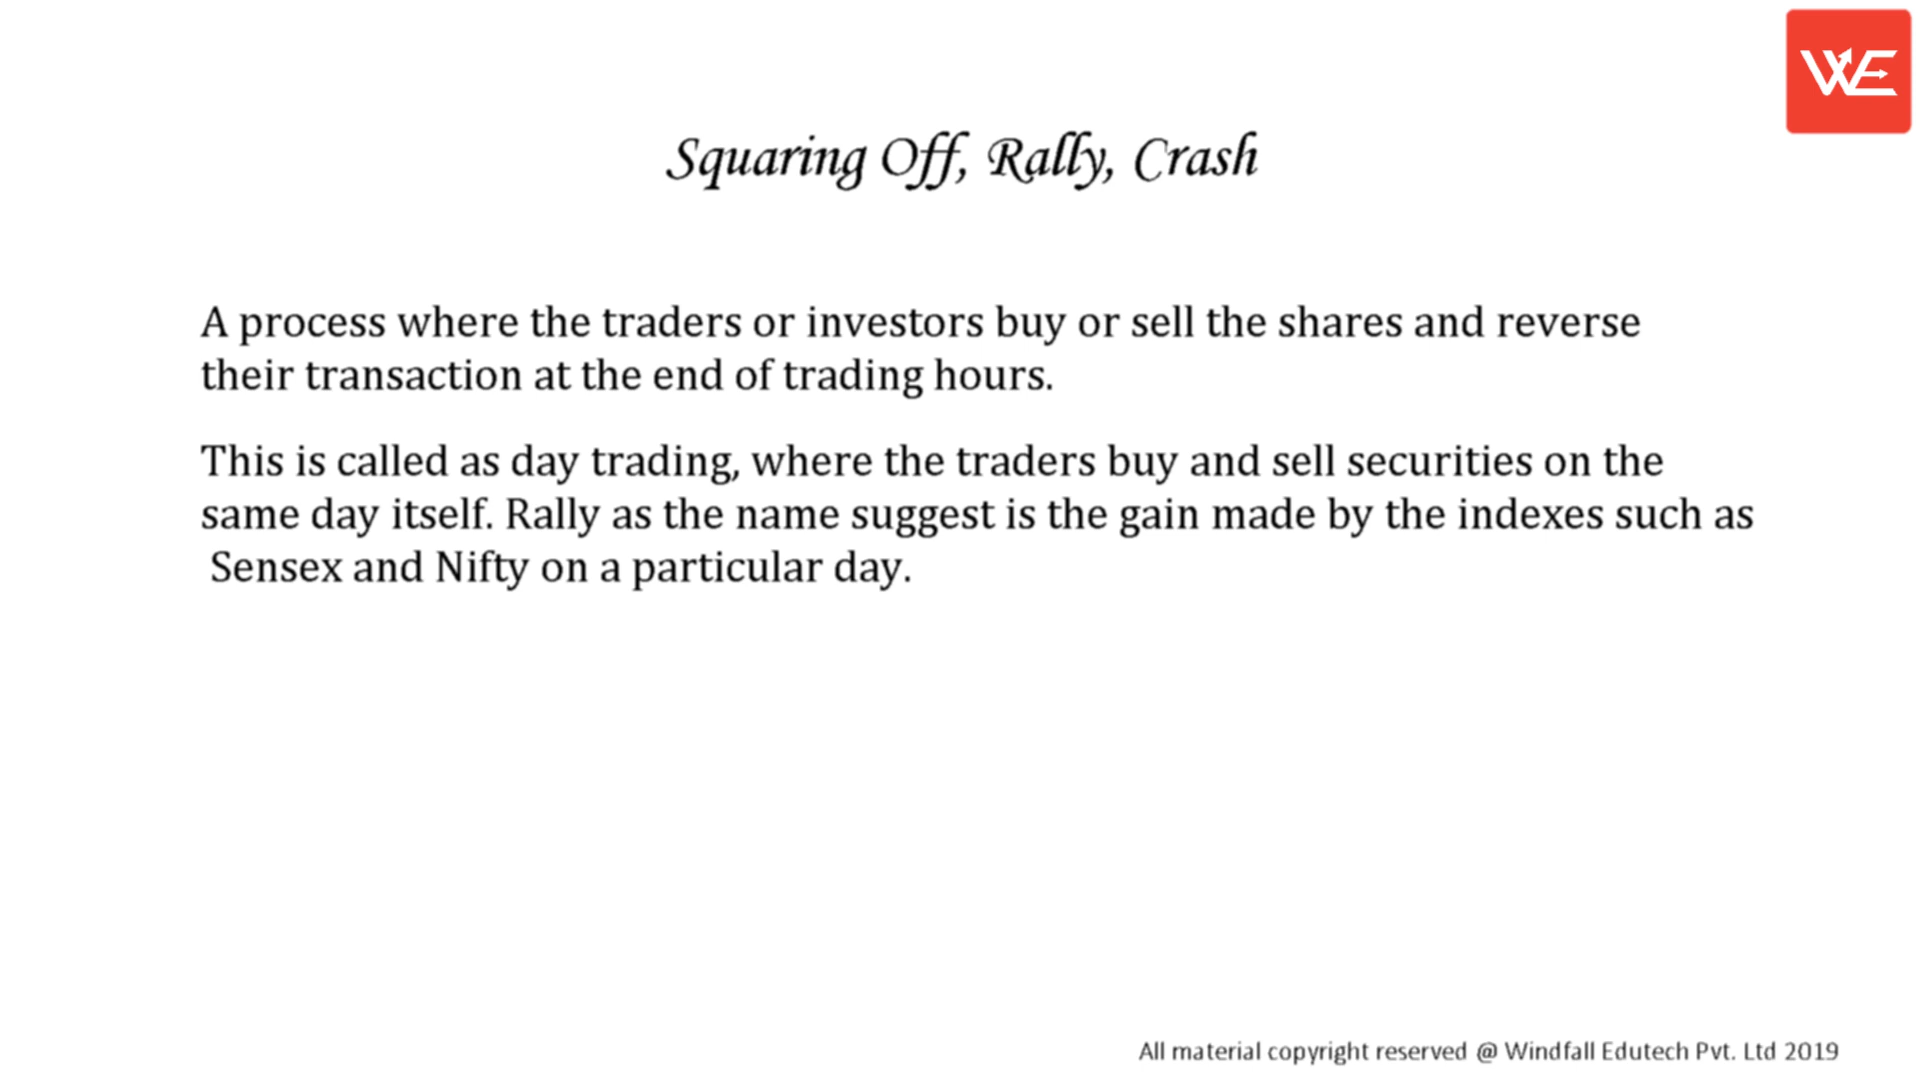 WE
Squaring Off, Rally, Crash
A process where the traders or investors buy or sell the shares and reverse
their transaction at the end of trading hours.
This is called as day trading, where the traders buy and sell securities on the
same day itself. Rally as the name suggest is the gain made by the indexes such as
Sensex and Nifty on a particular day.
All material copyright reserved @ Windfall Edutech Pvt. Ltd 2019